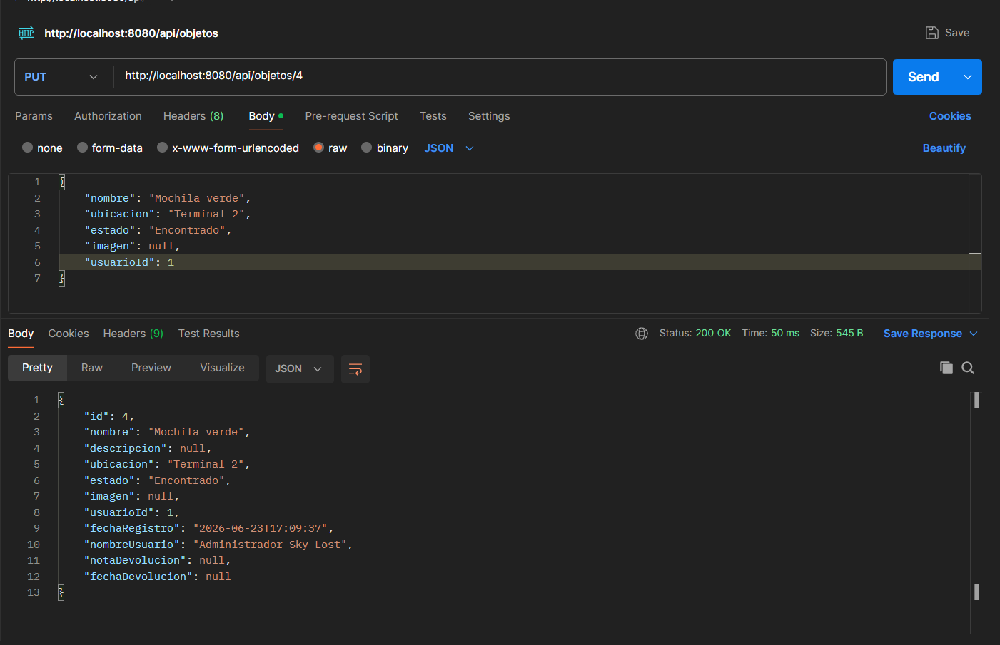 http://localhost:8080/api/objetos
Save
PUT
http://localhost:8080/api/objetos/4
Send
Params Authorization Headers (8) Body Pre-request Script Tests Settings Cookies
none form-data x-www-form-urlencoded raw binary JSON Beautify
1 {
2 "nombre": "Mochila verde",
3 "ubicacion": "Terminal 2",
4 "estado": "Encontrado",
5 "imagen": null,
6 "usuarioId": 1
7 }
Body Cookies Headers (9) Test Results Status: 200 OK Time: 50 ms Size: 545 B Save Response
Pretty Raw Preview Visualize JSON
1 {
2 "id": 4,
3 "nombre": "Mochila verde",
4 "descripcion": null,
5 "ubicacion": "Terminal 2",
6 "estado": "Encontrado",
7 "imagen": null,
8 "usuarioId": 1,
9 "fechaRegistro": "2026-06-23T17:09:37",
10 "nombreUsuario": "Administrador Sky Lost",
11 "notaDevolucion": null,
12 "fechaDevolucion": null
13 }